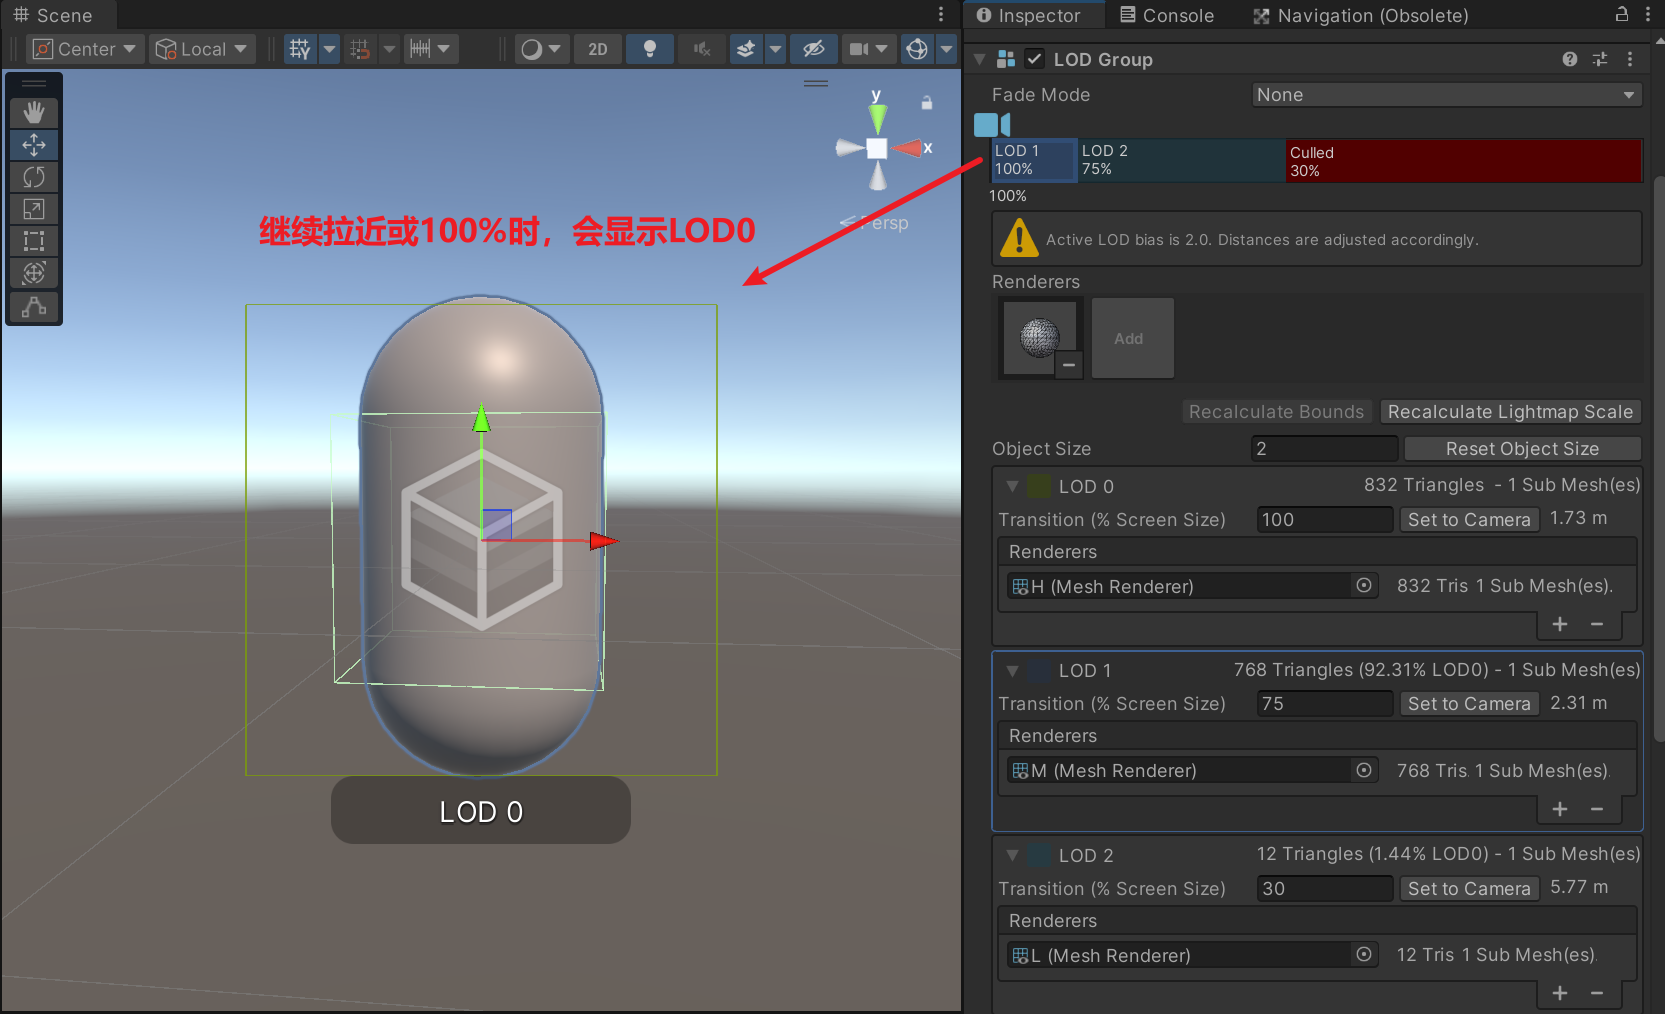 Scene
Center
Local
2D
y
x
< Persp
继续拉近或100%时，会显示LOD0
LOD 0
Inspector
Console
Navigation (Obsolete)
LOD Group
Fade Mode
None
LOD 1
100%
LOD 2
75%
Culled
30%
100%
Active LOD bias is 2.0. Distances are adjusted accordingly.
Renderers
Add
Recalculate Bounds
Recalculate Lightmap Scale
Object Size
2
Reset Object Size
LOD 0
832 Triangles - 1 Sub Mesh(es)
Transition (% Screen Size)
100
Set to Camera
1.73 m
Renderers
H (Mesh Renderer)
832 Tris 1 Sub Mesh(es).
LOD 1
768 Triangles (92.31% LOD0) - 1 Sub Mesh(es)
Transition (% Screen Size)
75
Set to Camera
2.31 m
Renderers
M (Mesh Renderer)
768 Tris 1 Sub Mesh(es).
LOD 2
12 Triangles (1.44% LOD0) - 1 Sub Mesh(es)
Transition (% Screen Size)
30
Set to Camera
5.77 m
Renderers
L (Mesh Renderer)
12 Tris 1 Sub Mesh(es).